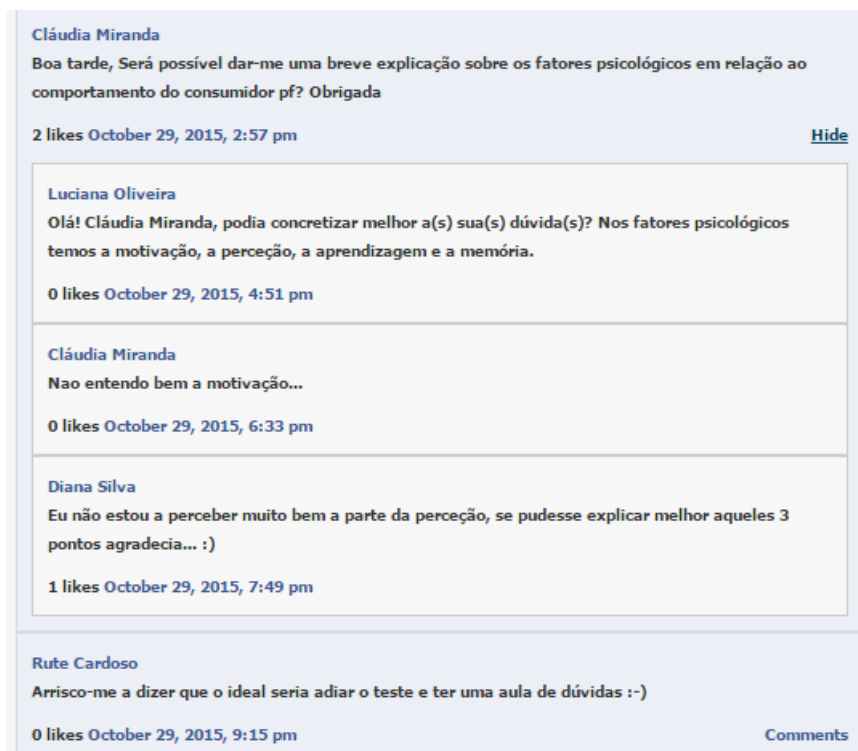 Cláudia Miranda
Boa tarde, Será possível dar-me uma breve explicação sobre os fatores psicológicos em relação ao
comportamento do consumidor pf? Obrigada
2 likes October 29, 2015, 2:57 pm Hide
Luciana Oliveira
Olá! Cláudia Miranda, podia concretizar melhor a(s) sua(s) dúvida(s)? Nos fatores psicológicos
temos a motivação, a perceção, a aprendizagem e a memória.
0 likes October 29, 2015, 4:51 pm
Cláudia Miranda
Nao entendo bem a motivação...
0 likes October 29, 2015, 6:33 pm
Diana Silva
Eu não estou a perceber muito bem a parte da perceção, se pudesse explicar melhor aqueles 3
pontos agradecia... :)
1 likes October 29, 2015, 7:49 pm
Rute Cardoso
Arrisco-me a dizer que o ideal seria adiar o teste e ter uma aula de dúvidas :-)
0 likes October 29, 2015, 9:15 pm Comments